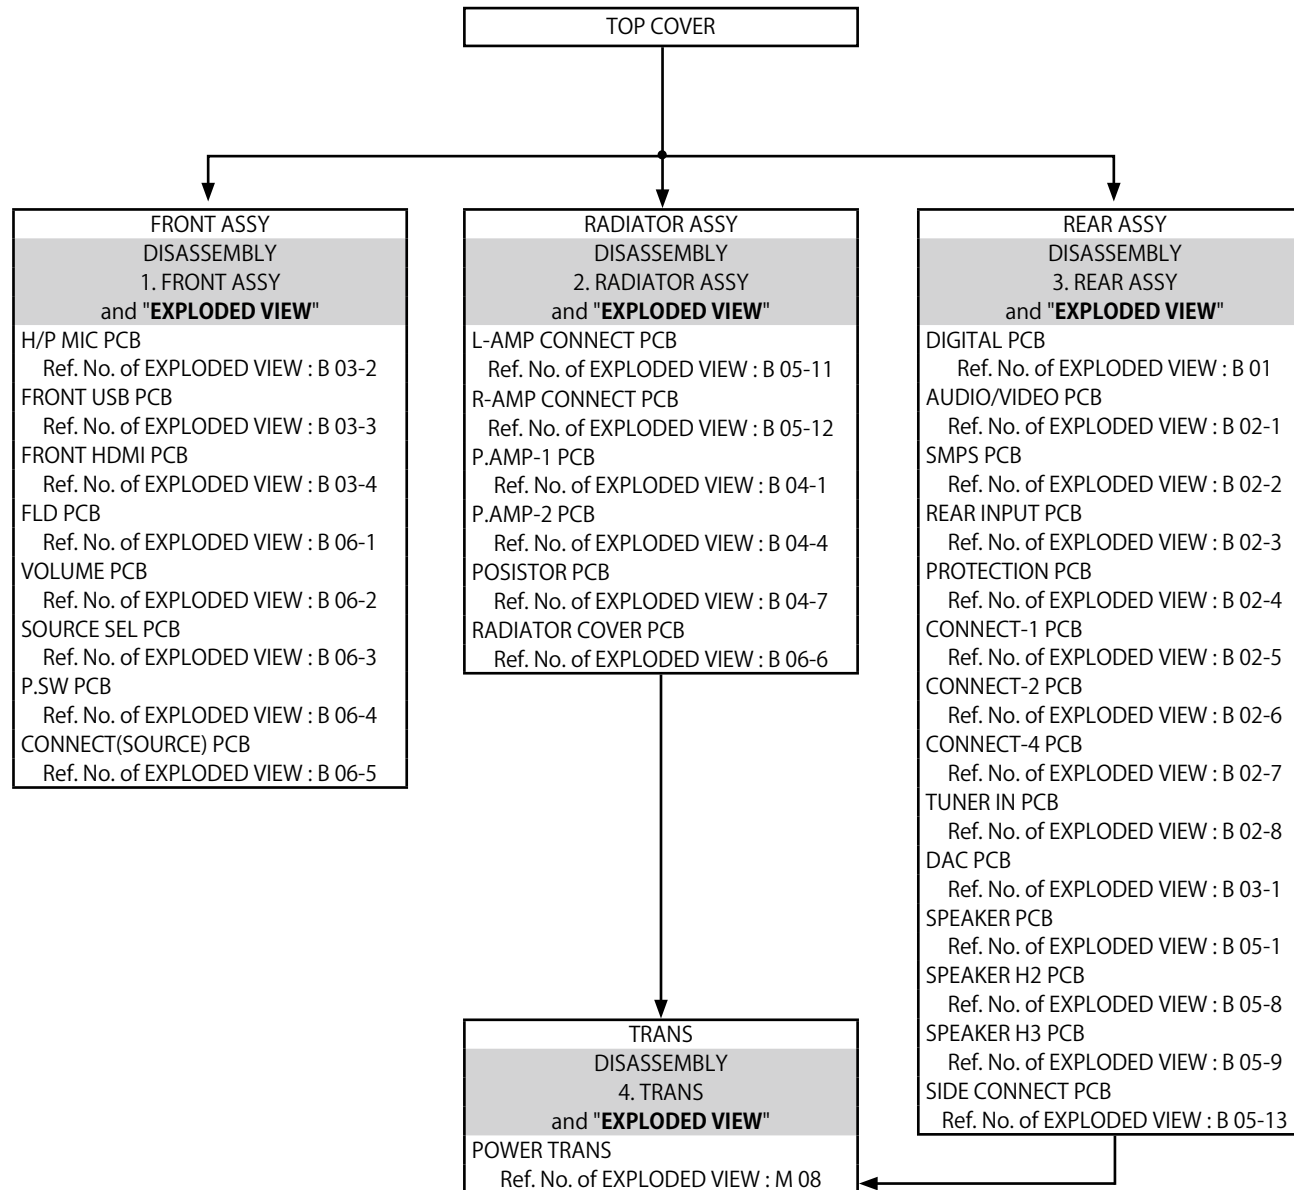 TOP COVER
FRONT ASSY
DISASSEMBLY
1. FRONT ASSY
and "EXPLODED VIEW"
H/P MIC PCB
Ref. No. of EXPLODED VIEW : B 03-2
FRONT USB PCB
Ref. No. of EXPLODED VIEW : B 03-3
FRONT HDMI PCB
Ref. No. of EXPLODED VIEW : B 03-4
FLD PCB
Ref. No. of EXPLODED VIEW : B 06-1
VOLUME PCB
Ref. No. of EXPLODED VIEW : B 06-2
SOURCE SEL PCB
Ref. No. of EXPLODED VIEW : B 06-3
P.SW PCB
Ref. No. of EXPLODED VIEW : B 06-4
CONNECT(SOURCE) PCB
Ref. No. of EXPLODED VIEW : B 06-5
RADIATOR ASSY
DISASSEMBLY
2. RADIATOR ASSY
and "EXPLODED VIEW"
L-AMP CONNECT PCB
Ref. No. of EXPLODED VIEW : B 05-11
R-AMP CONNECT PCB
Ref. No. of EXPLODED VIEW : B 05-12
P.AMP-1 PCB
Ref. No. of EXPLODED VIEW : B 04-1
P.AMP-2 PCB
Ref. No. of EXPLODED VIEW : B 04-4
POSISTOR PCB
Ref. No. of EXPLODED VIEW : B 04-7
RADIATOR COVER PCB
Ref. No. of EXPLODED VIEW : B 06-6
REAR ASSY
DISASSEMBLY
3. REAR ASSY
and "EXPLODED VIEW"
DIGITAL PCB
Ref. No. of EXPLODED VIEW : B 01
AUDIO/VIDEO PCB
Ref. No. of EXPLODED VIEW : B 02-1
SMPS PCB
Ref. No. of EXPLODED VIEW : B 02-2
REAR INPUT PCB
Ref. No. of EXPLODED VIEW : B 02-3
PROTECTION PCB
Ref. No. of EXPLODED VIEW : B 02-4
CONNECT-1 PCB
Ref. No. of EXPLODED VIEW : B 02-5
CONNECT-2 PCB
Ref. No. of EXPLODED VIEW : B 02-6
CONNECT-4 PCB
Ref. No. of EXPLODED VIEW : B 02-7
TUNER IN PCB
Ref. No. of EXPLODED VIEW : B 02-8
DAC PCB
Ref. No. of EXPLODED VIEW : B 03-1
SPEAKER PCB
Ref. No. of EXPLODED VIEW : B 05-1
SPEAKER H2 PCB
Ref. No. of EXPLODED VIEW : B 05-8
SPEAKER H3 PCB
Ref. No. of EXPLODED VIEW : B 05-9
SIDE CONNECT PCB
Ref. No. of EXPLODED VIEW : B 05-13
TRANS
DISASSEMBLY
4. TRANS
and "EXPLODED VIEW"
POWER TRANS
Ref. No. of EXPLODED VIEW : M 08